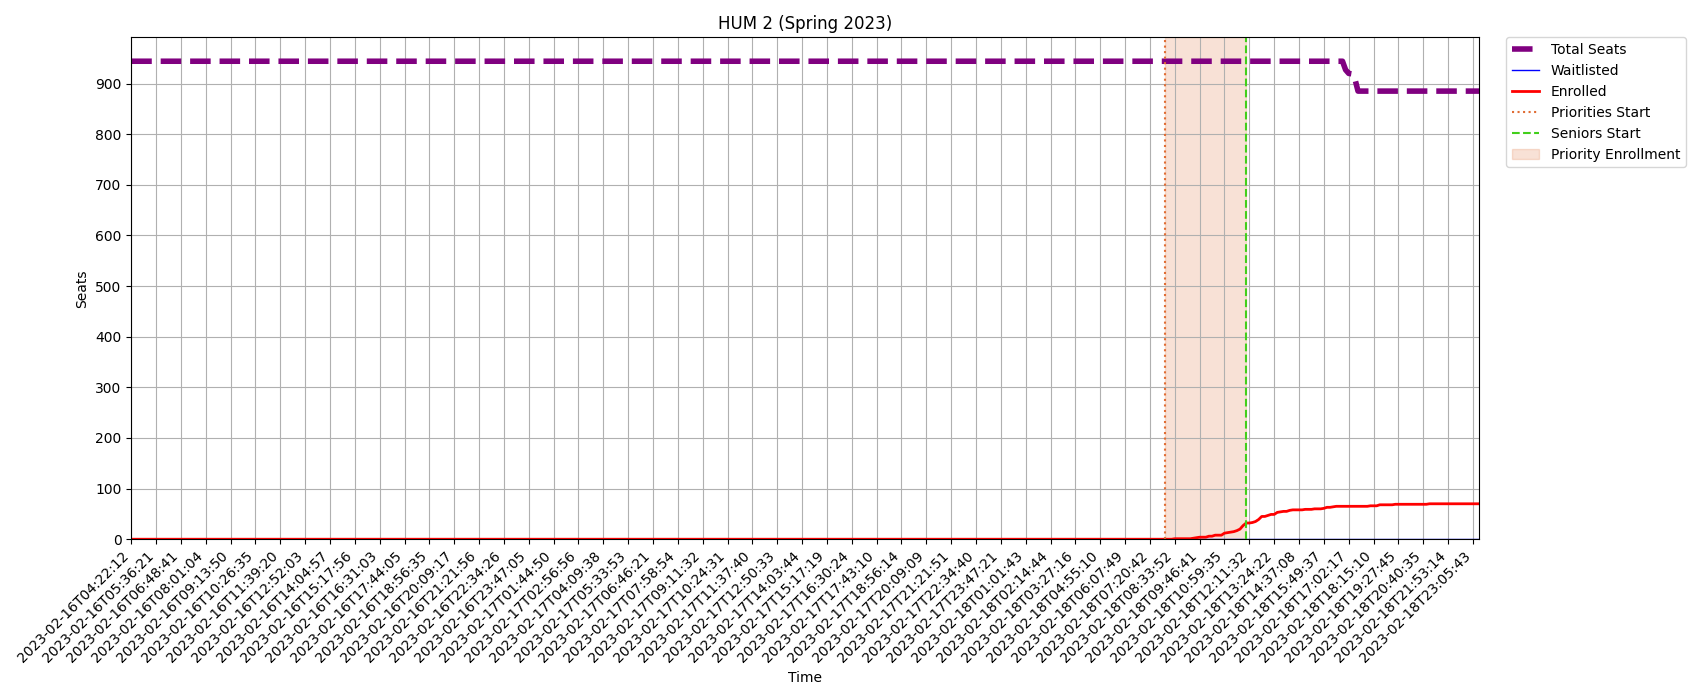 HUM 2 (Spring 2023)
Total Seats
Waitlisted
Enrolled
Priorities Start
Seniors Start
Priority Enrollment
Seats
900
800
700
600
500
400
300
200
100
0
2023-02-16T04:22:12
2023-02-16T05:36:21
2023-02-16T06:48:41
2023-02-16T08:01:04
2023-02-16T09:13:50
2023-02-16T10:26:35
2023-02-16T11:39:20
2023-02-16T12:52:03
2023-02-16T14:04:57
2023-02-16T15:17:56
2023-02-16T16:31:03
2023-02-16T17:44:05
2023-02-16T18:56:35
2023-02-16T20:09:17
2023-02-16T21:21:56
2023-02-16T22:34:26
2023-02-16T23:47:05
2023-02-17T01:44:50
2023-02-17T02:56:56
2023-02-17T04:09:38
2023-02-17T05:33:53
2023-02-17T06:46:21
2023-02-17T07:58:54
2023-02-17T09:11:32
2023-02-17T10:24:31
2023-02-17T11:37:40
2023-02-17T12:50:33
2023-02-17T14:03:44
2023-02-17T15:17:19
2023-02-17T16:30:24
2023-02-17T17:43:10
2023-02-17T18:56:14
2023-02-17T20:09:09
2023-02-17T21:21:51
2023-02-17T22:34:40
2023-02-17T23:47:21
2023-02-18T01:01:43
2023-02-18T02:14:44
2023-02-18T03:27:16
2023-02-18T04:55:10
2023-02-18T06:07:49
2023-02-18T07:20:42
2023-02-18T08:33:52
2023-02-18T09:46:41
2023-02-18T10:59:35
2023-02-18T12:11:32
2023-02-18T13:24:22
2023-02-18T14:37:08
2023-02-18T15:49:37
2023-02-18T17:02:17
2023-02-18T18:15:10
2023-02-18T19:27:45
2023-02-18T20:40:35
2023-02-18T21:53:14
2023-02-18T23:05:43
Time